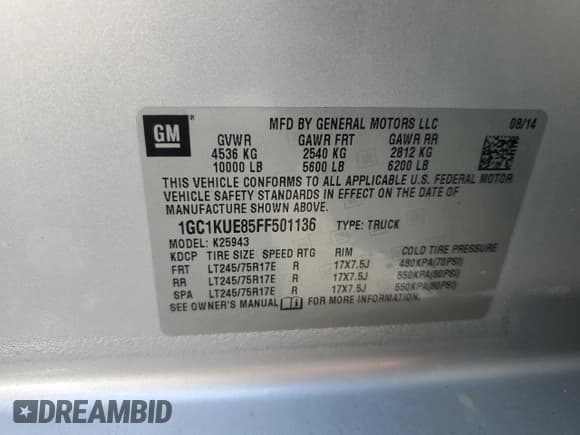 GM
MFD BY GENERAL MOTORS LLC 08/14
GVWR GAWR FRT GAWR RR
4536 KG 2540 KG 2812 KG
10000 LB 5600 LB 6200 LB
THIS VEHICLE CONFORMS TO ALL APPLICABLE U.S. FEDERAL MOTOR
VEHICLE SAFETY STANDARDS IN EFFECT ON THE DATE OF
MANUFACTURE SHOWN ABOVE.
1GC1KUE85FF501136 TYPE: TRUCK
MODEL: K25943
KDCP TIRE SIZE SPEED RTG RIM COLD TIRE PRESSURE
FRT LT245/75R17E R 17X7.5J 480KPA(70PSI)
RR LT245/75R17E R 17X7.5J 550KPA(80PSI)
SPA LT245/75R17E R 17X7.5J 550KPA(80PSI)
SEE OWNER'S MANUAL FOR MORE INFORMATION.
DREAMBID